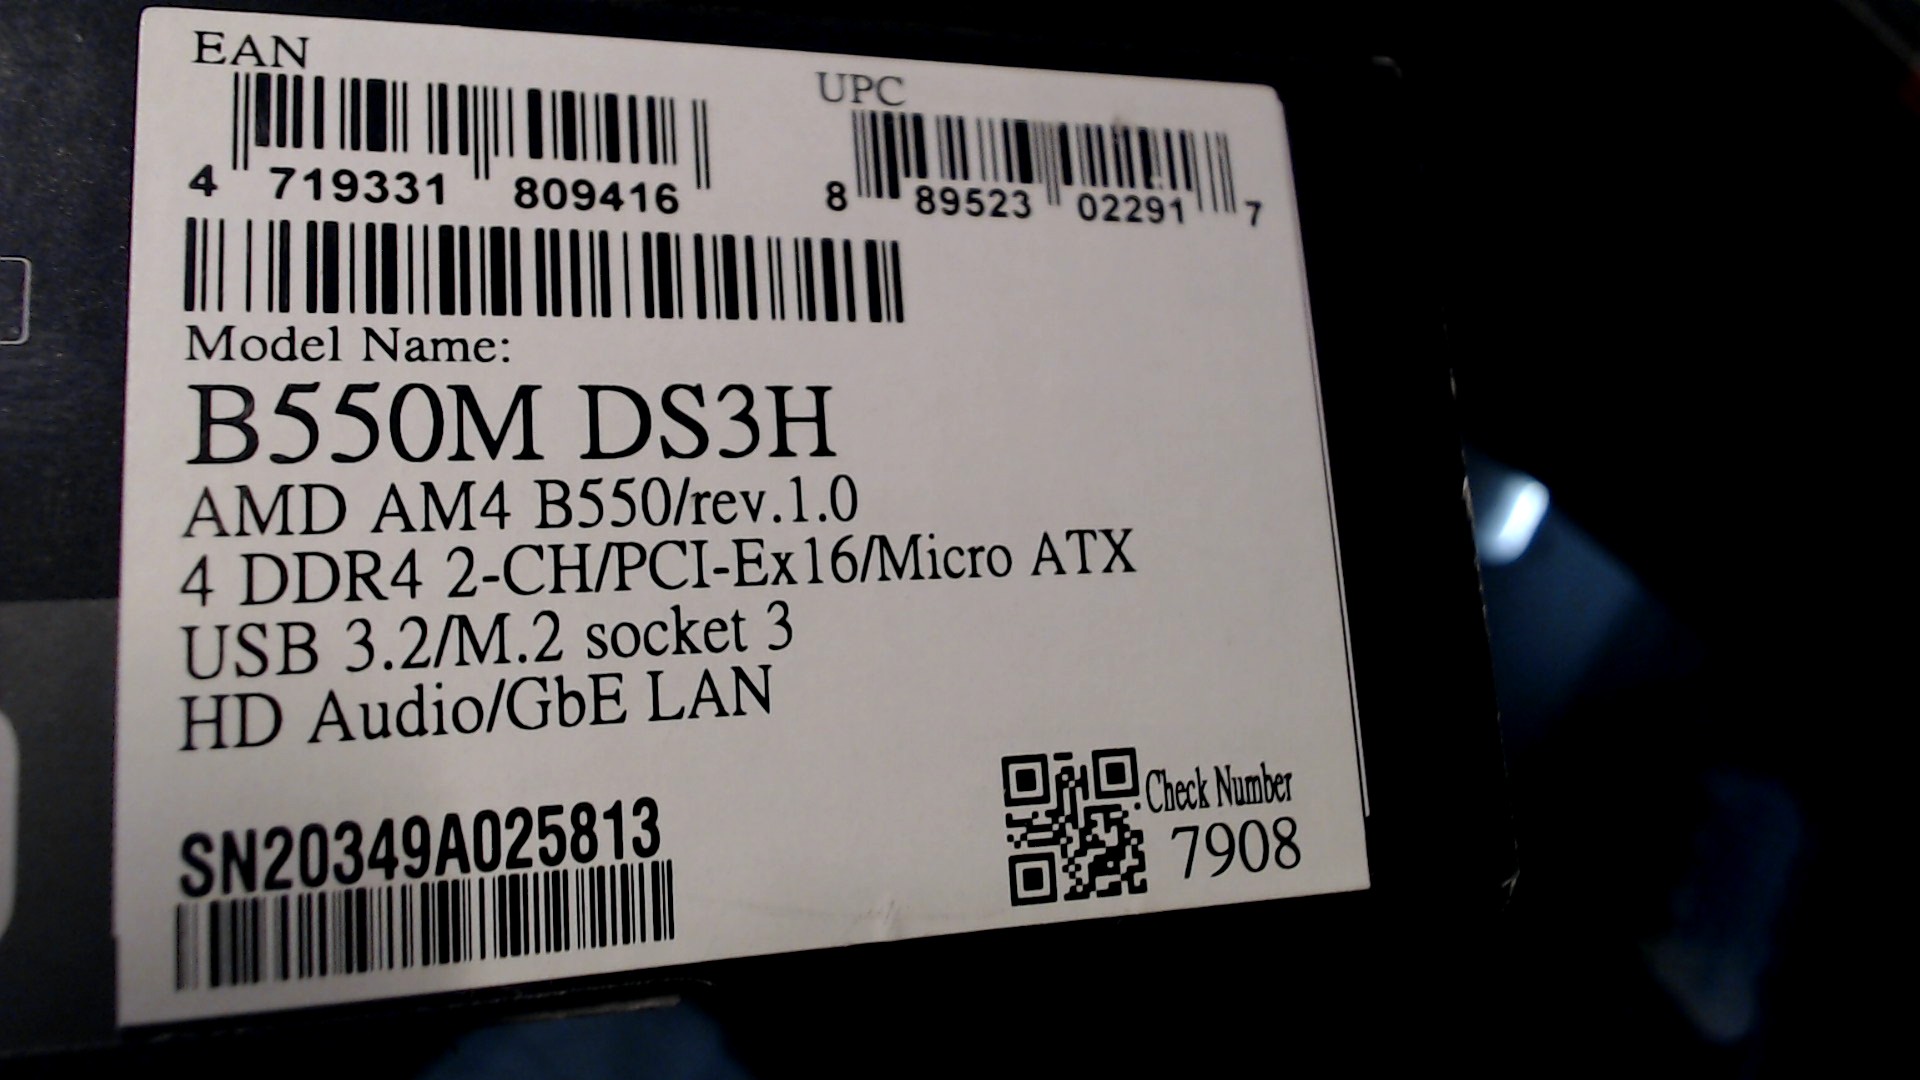 EAN
UPC
4 719331 809416
8 89523 02291 7
Model Name:
B550M DS3H
AMD AM4 B550/rev.1.0
4 DDR4 2-CH/PCI-Ex16/Micro ATX
USB 3.2/M.2 socket 3
HD Audio/GbE LAN
SN20349A025813
Check Number
7908